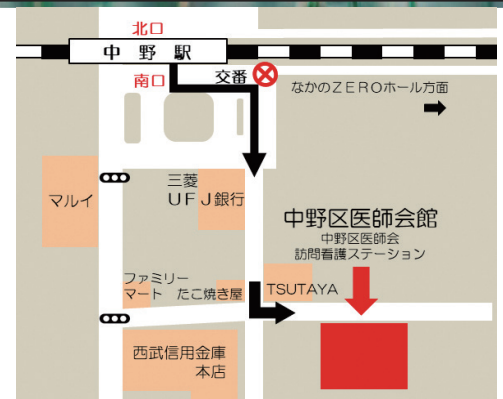 北口
中野駅
南口
交番
なかのZEROホール方面
マルイ
三菱
UFJ銀行
中野区医師会館
中野区医師会
訪問看護ステーション
ファミリー
マート たこ焼き屋
TSUTAYA
西武信用金庫
本店